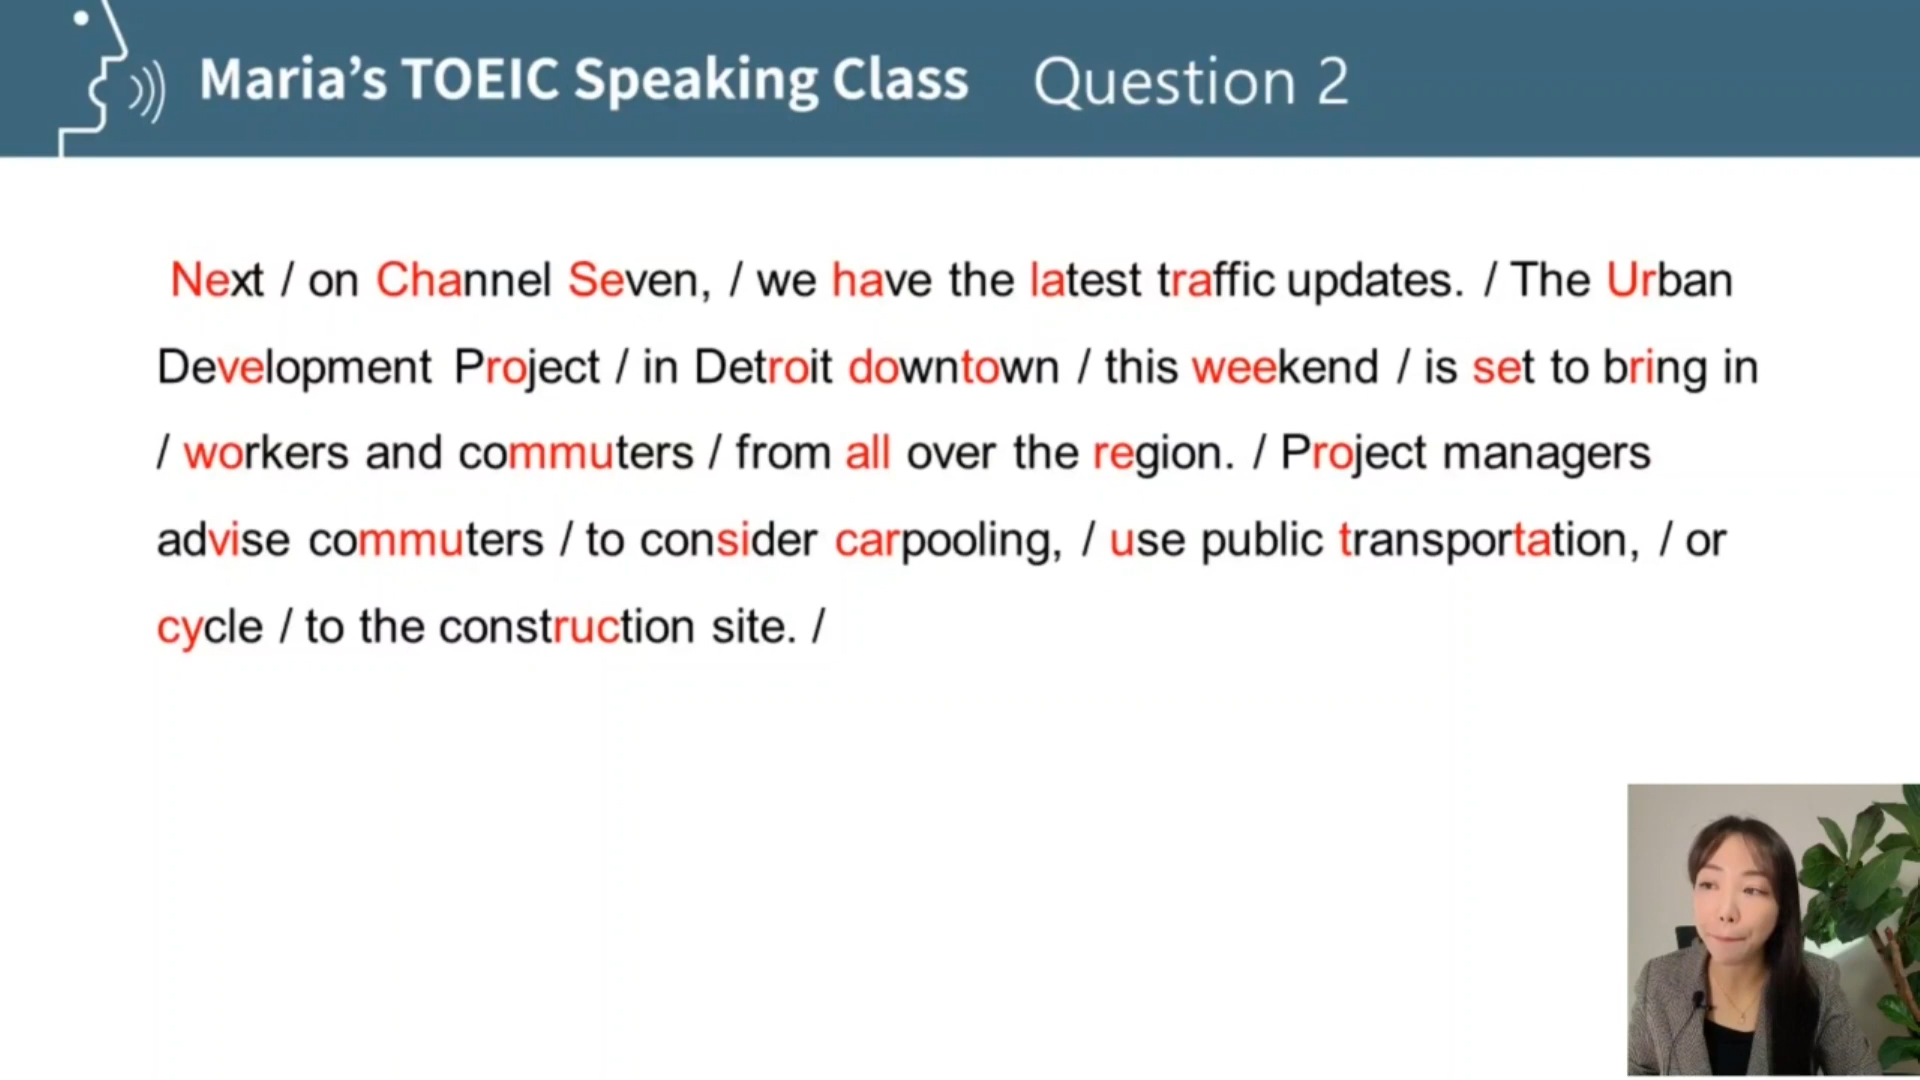 Maria’s TOEIC Speaking Class Question 2
Next / on Channel Seven, / we have the latest traffic updates. / The Urban
Development Project / in Detroit downtown / this weekend / is set to bring in
/ workers and commuters / from all over the region. / Project managers
advise commuters / to consider carpooling, / use public transportation, / or
cycle / to the construction site. /